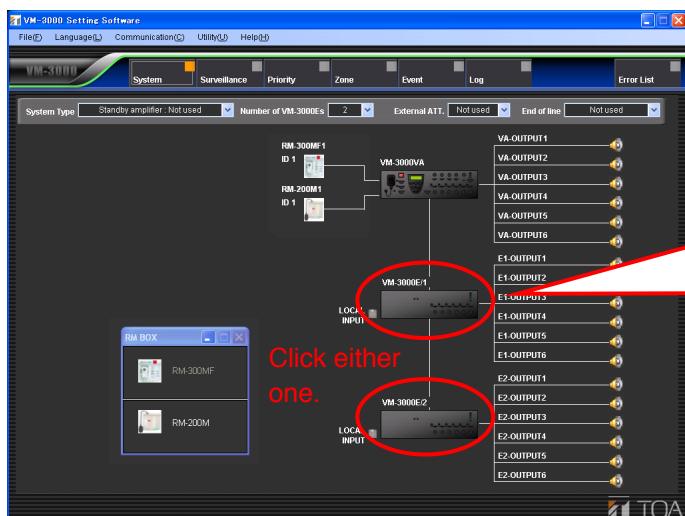 VM-3000 Setting Software
File(F) Language(L) Communication(C) Utility(U) Help(H)
VM-3000
System Surveillance Priority Zone Event Log Error List
System Type Standby amplifier : Not used Number of VM-3000Es 2 External ATT. Not used End of line Not used
RM-300MF1
ID 1
RM-200M1
ID 1
VM-3000VA
VA-OUTPUT1
VA-OUTPUT2
VA-OUTPUT3
VA-OUTPUT4
VA-OUTPUT5
VA-OUTPUT6
VM-3000E/1
LOCAL
INPUT
E1-OUTPUT1
E1-OUTPUT2
E1-OUTPUT3
E1-OUTPUT4
E1-OUTPUT5
E1-OUTPUT6
RM BOX
RM-300MF
RM-200M
Click either
one.
VM-3000E/2
LOCAL
INPUT
E2-OUTPUT1
E2-OUTPUT2
E2-OUTPUT3
E2-OUTPUT4
E2-OUTPUT5
E2-OUTPUT6
TOA